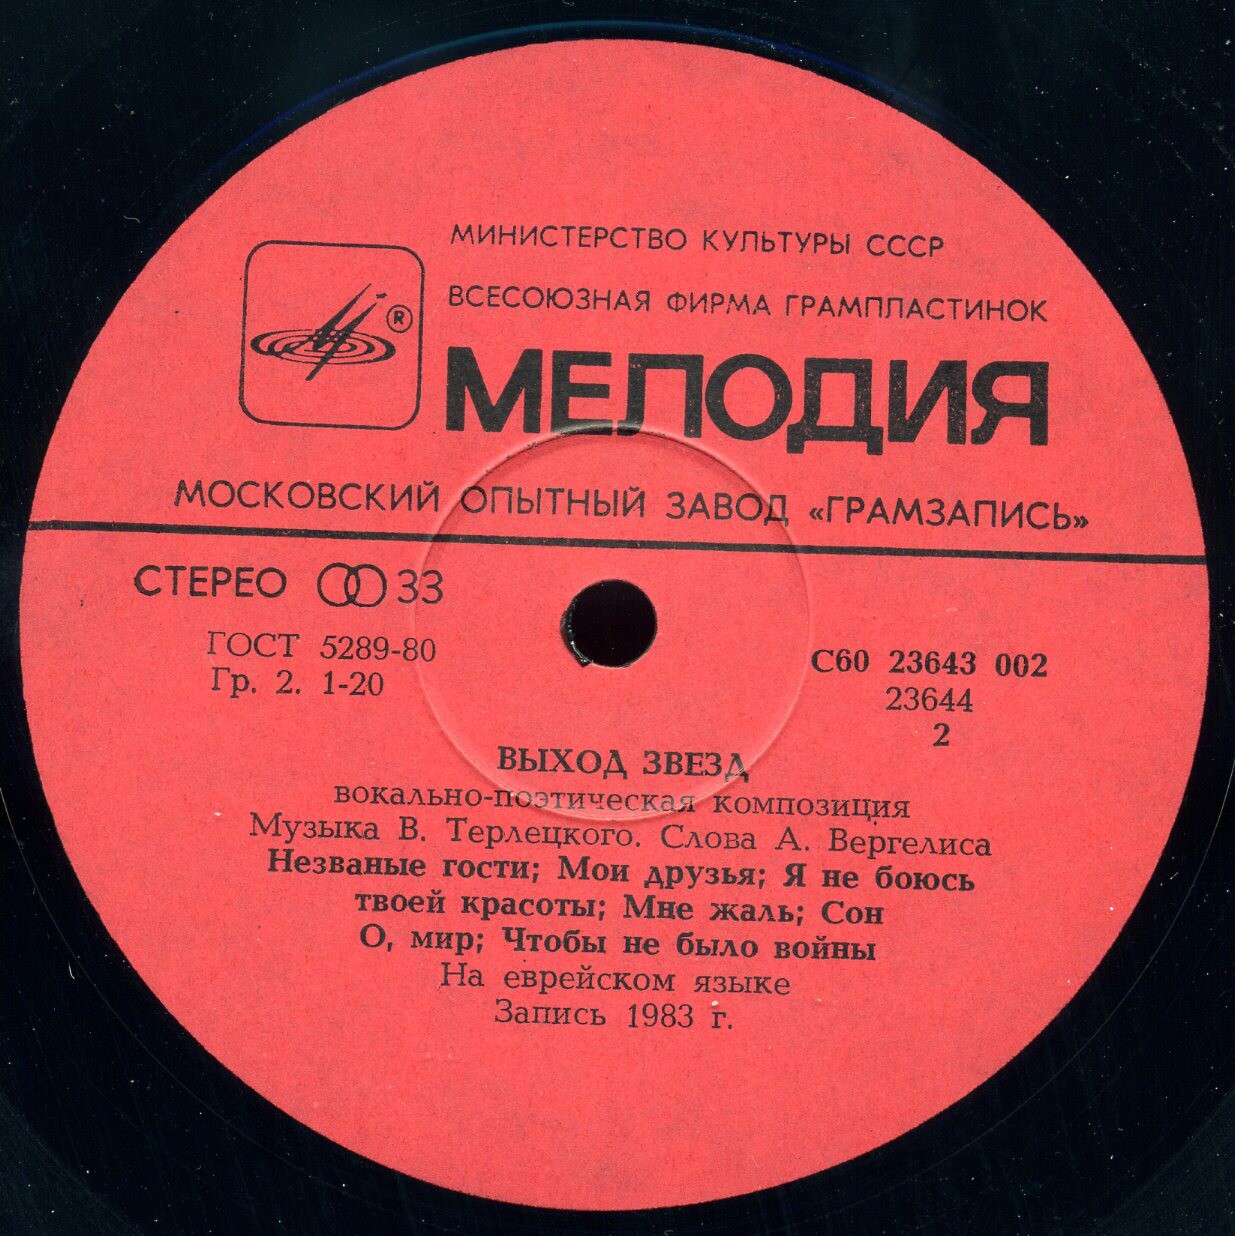 МИНИСТЕРСТВО КУЛЬТУРЫ СССР
ВСЕСОЮЗНАЯ ФИРМА ГРАМПЛАСТИНОК
®
МЕЛОДИЯ
МОСКОВСКИЙ ОПЫТНЫЙ ЗАВОД «ГРАМЗАПИСЬ»
СТЕРЕО 33
ГОСТ 5289-80
Гр. 2. 1-20
С60 23643 002
23644
2
ВЫХОД ЗВЕЗД
вокально-поэтическая композиция
Музыка В. Терлецкого. Слова А. Вергелиса
Незваные гости; Мои друзья; Я не боюсь
твоей красоты; Мне жаль; Сон
О, мир; Чтобы не было войны
На еврейском языке
Запись 1983 г.